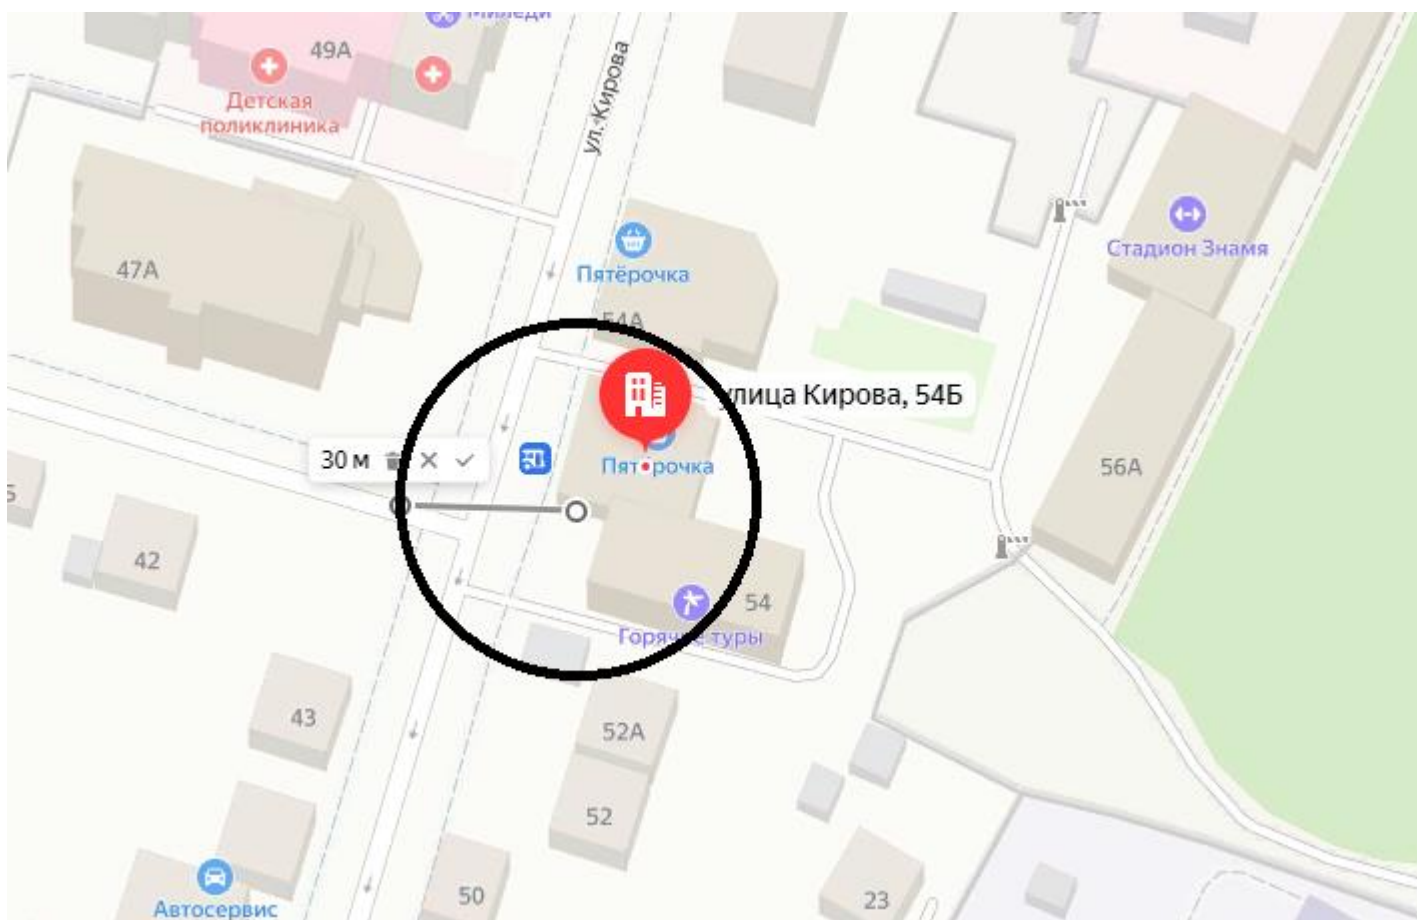 Миледи
49А
Детская
поликлиника
ул. Кирова
47А
Пятёрочка
54А
Стадион Знамя
улица Кирова, 54Б
30 м
Пятёрочка
56А
42
54
Горячие туры
43
52А
52
50
23
Автосервис